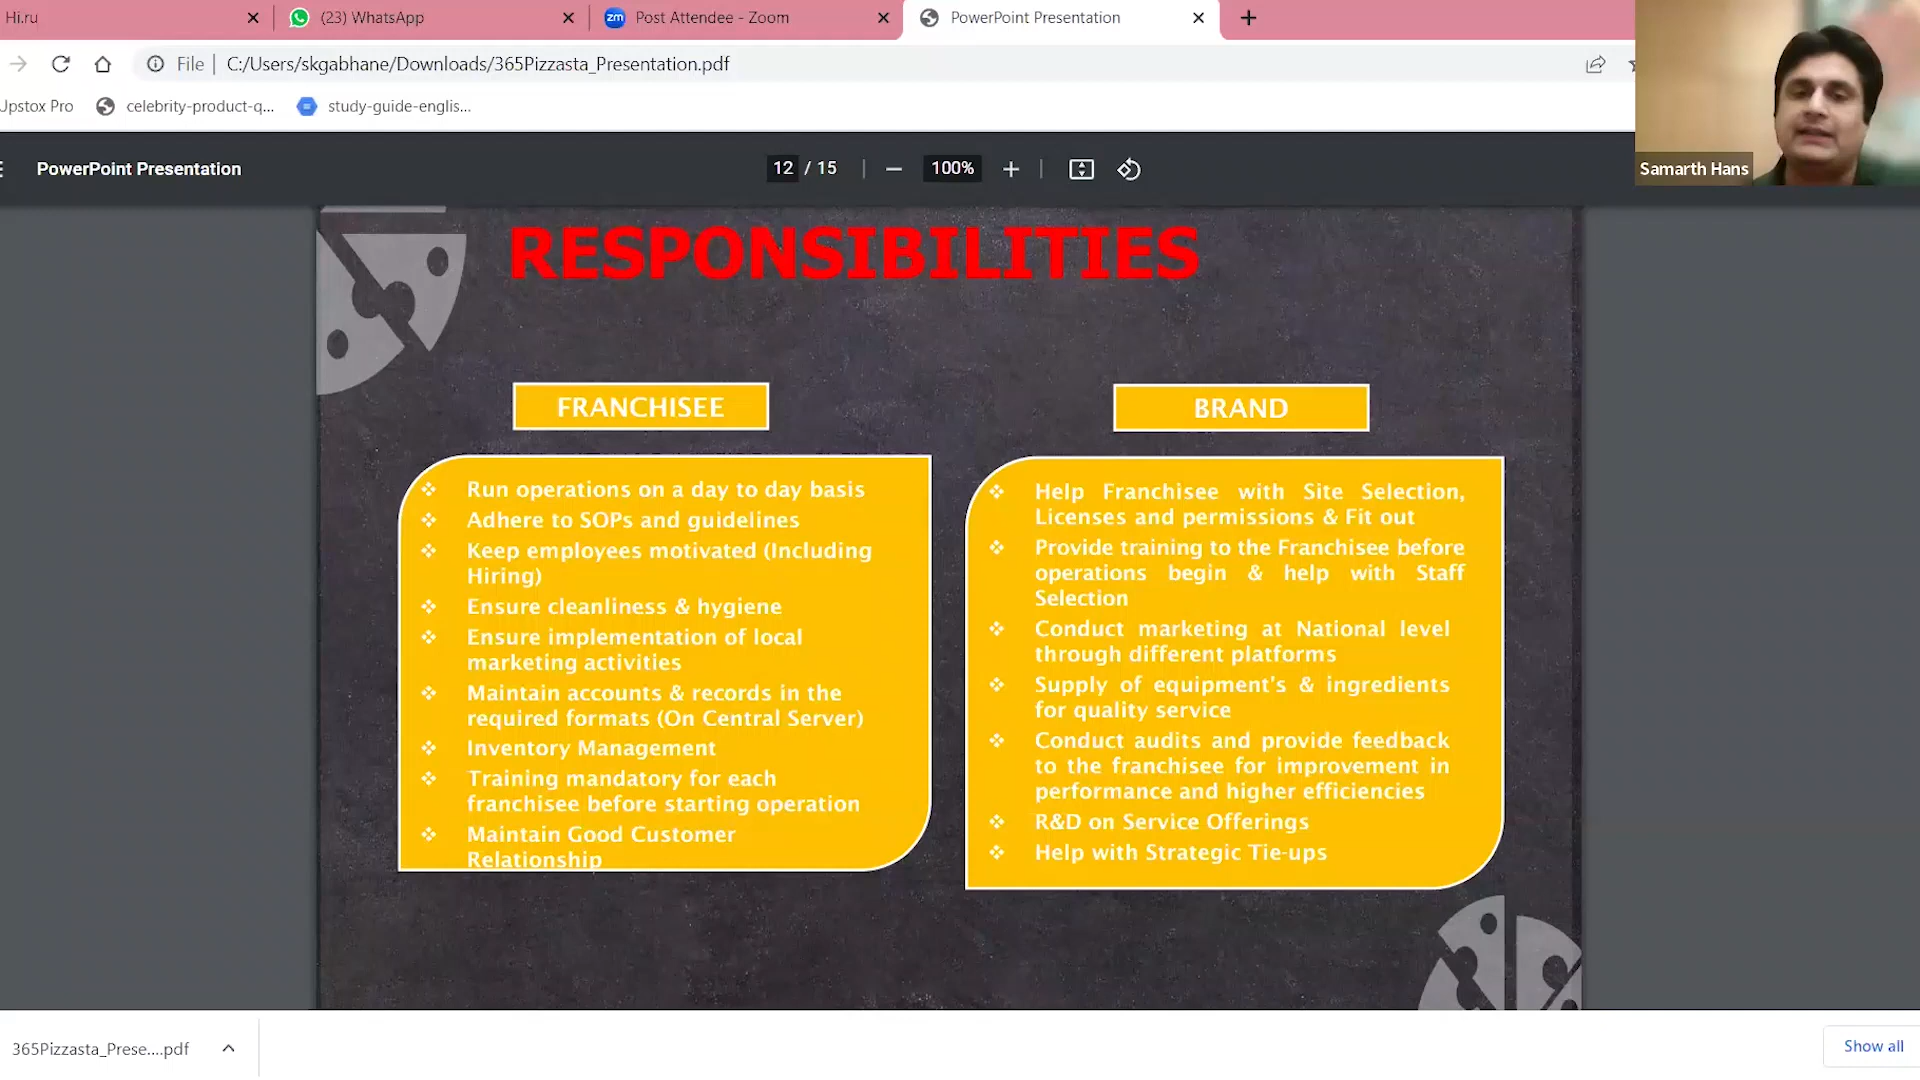 Hi.ru
(23) WhatsApp
zm Post Attendee - Zoom
PowerPoint Presentation
File
C:/Users/skgabhane/Downloads/365Pizzasta_Presentation.pdf
Upstox Pro
celebrity-product-q...
study-guide-englis...
PowerPoint Presentation
12 / 15
100%
Samarth Hans
RESPONSIBILITIES
FRANCHISEE
Run operations on a day to day basis
Adhere to SOPs and guidelines
Keep employees motivated (Including
Hiring)
Ensure cleanliness & hygiene
Ensure implementation of local
marketing activities
Maintain accounts & records in the
required formats (On Central Server)
Inventory Management
Training mandatory for each
franchisee before starting operation
Maintain Good Customer
Relationship
BRAND
Help Franchisee with Site Selection,
Licenses and permissions & Fit out
Provide training to the Franchisee before
operations begin & help with Staff
Selection
Conduct marketing at National level
through different platforms
Supply of equipment's & ingredients
for quality service
Conduct audits and provide feedback
to the franchisee for improvement in
performance and higher efficiencies
R&D on Service Offerings
Help with Strategic Tie-ups
365Pizzasta_Prese....pdf
Show all